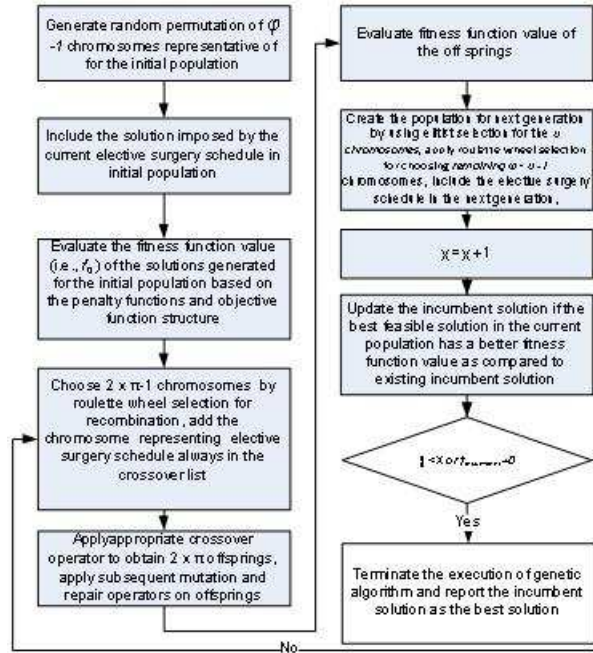 Generate random permutation of φ
-1 chromosomes representative of
for the initial population
Include the solution imposed by the
current elective surgery schedule in
initial population
Evaluate the fitness function value
(i.e., of the solutions generated
for the initial population based on
the penalty functions and objective
function structure
Choose 2 x π-1 chromosomes by
roulette wheel selection for
recombination, add the
chromosome representing elective
surgery schedule always in the
crossover list
Applyappropriate crossover
operator to obtain 2 x π offsprings,
apply subsequent mutation and
repair operators on offsprings
Evaluate fitness function value of
the off springs
Create the population for next generation
by using elitist selection for the υ
chromosomes, apply roulette wheel selection
for choosing remaining φ - υ - 1
chromosomes, include the elective surgery
schedule in the next generation,
χ = χ + 1
Update the incumbent solution if the
best feasible solution in the current
population has a better fitness
function value as compared to
existing incumbent solution
Yes
Terminate the execution of genetic
algorithm and report the incumbent
solution as the best solution
No